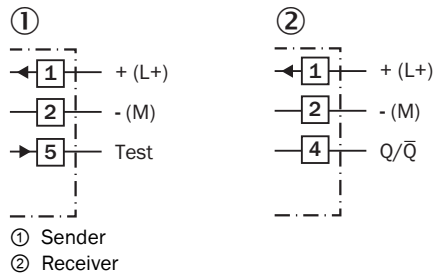 ① ②
1 + (L+) 1 + (L+)
2 - (M) 2 - (M)
5 Test 4 Q/Q̅
① Sender
② Receiver